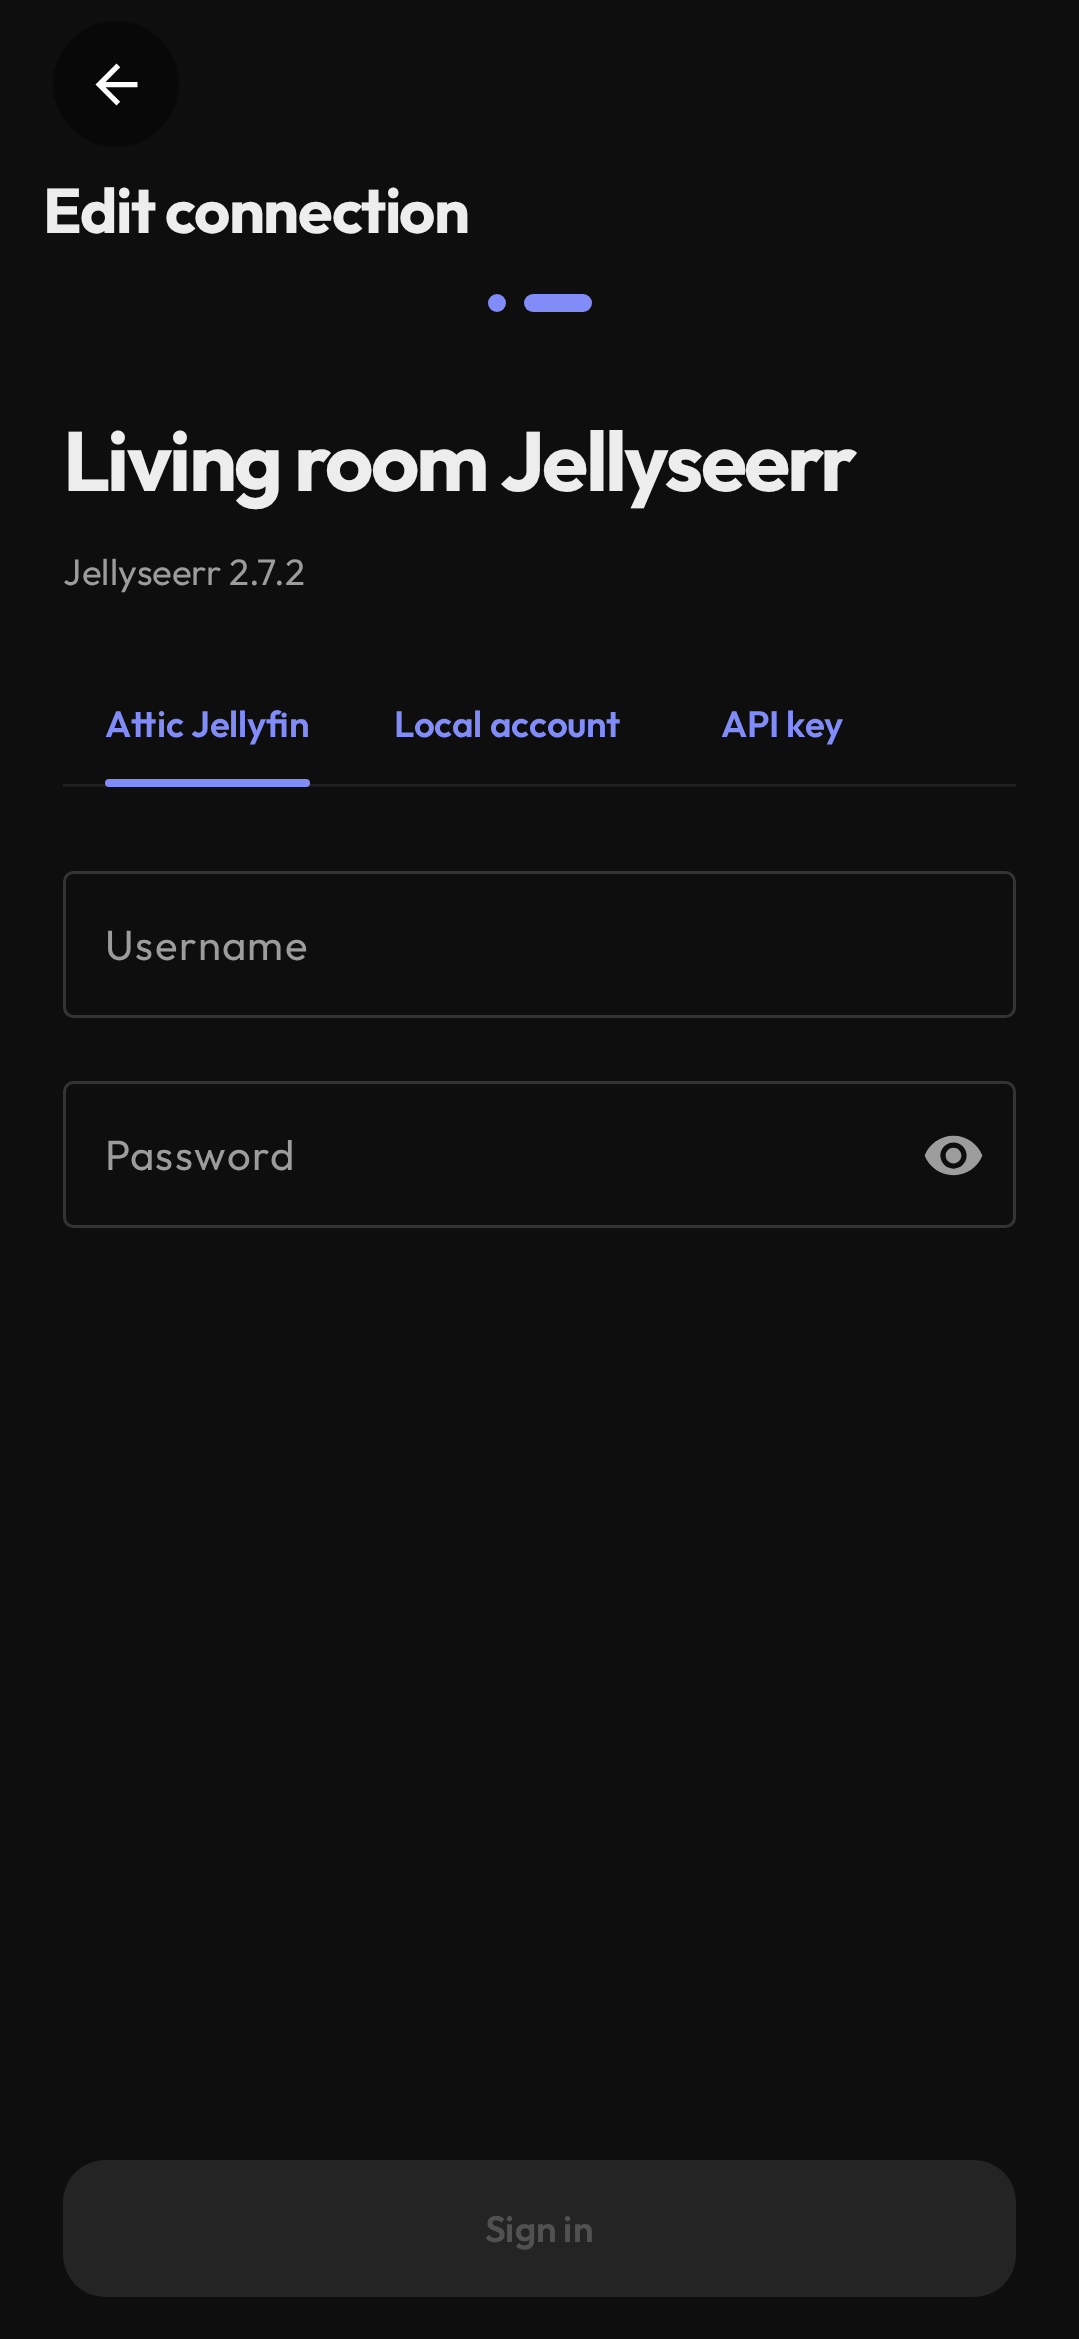 Edit connection
Living room Jellyseerr
Jellyseerr 2.7.2
Attic Jellyfin
Local account
API key
Username
Password
Sign in